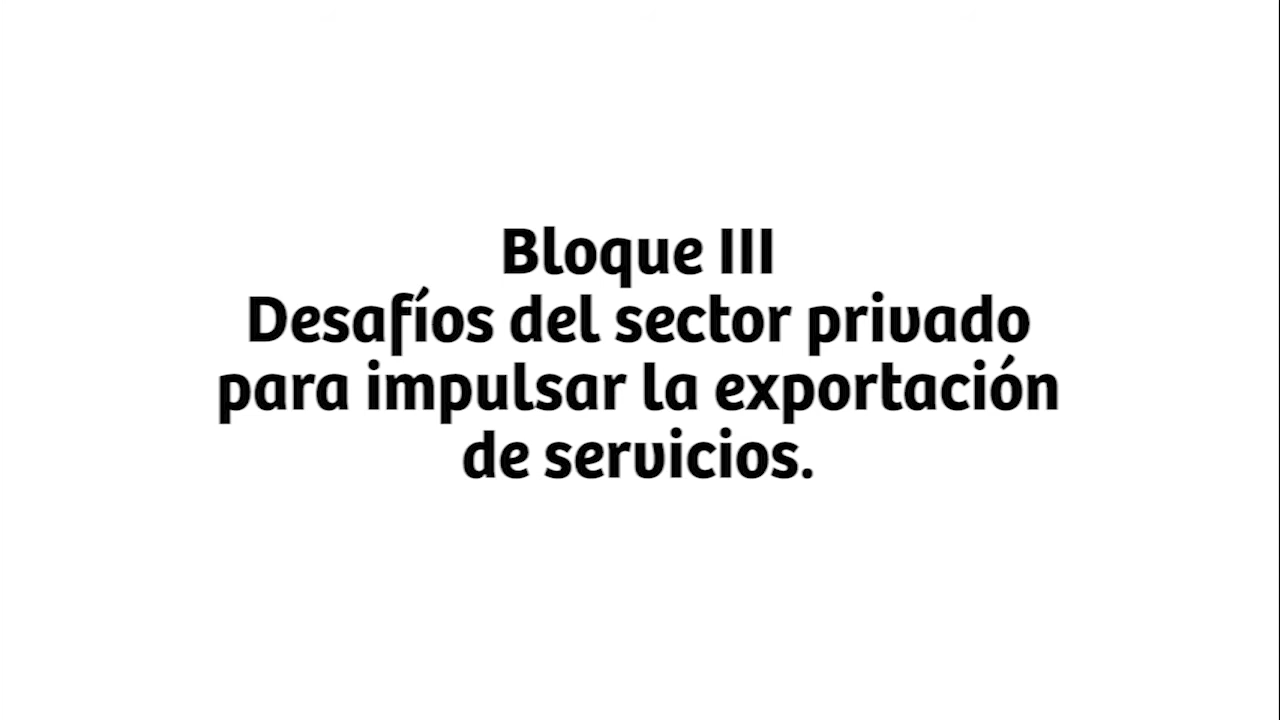 Bloque III
Desafíos del sector privado
para impulsar la exportación
de servicios.